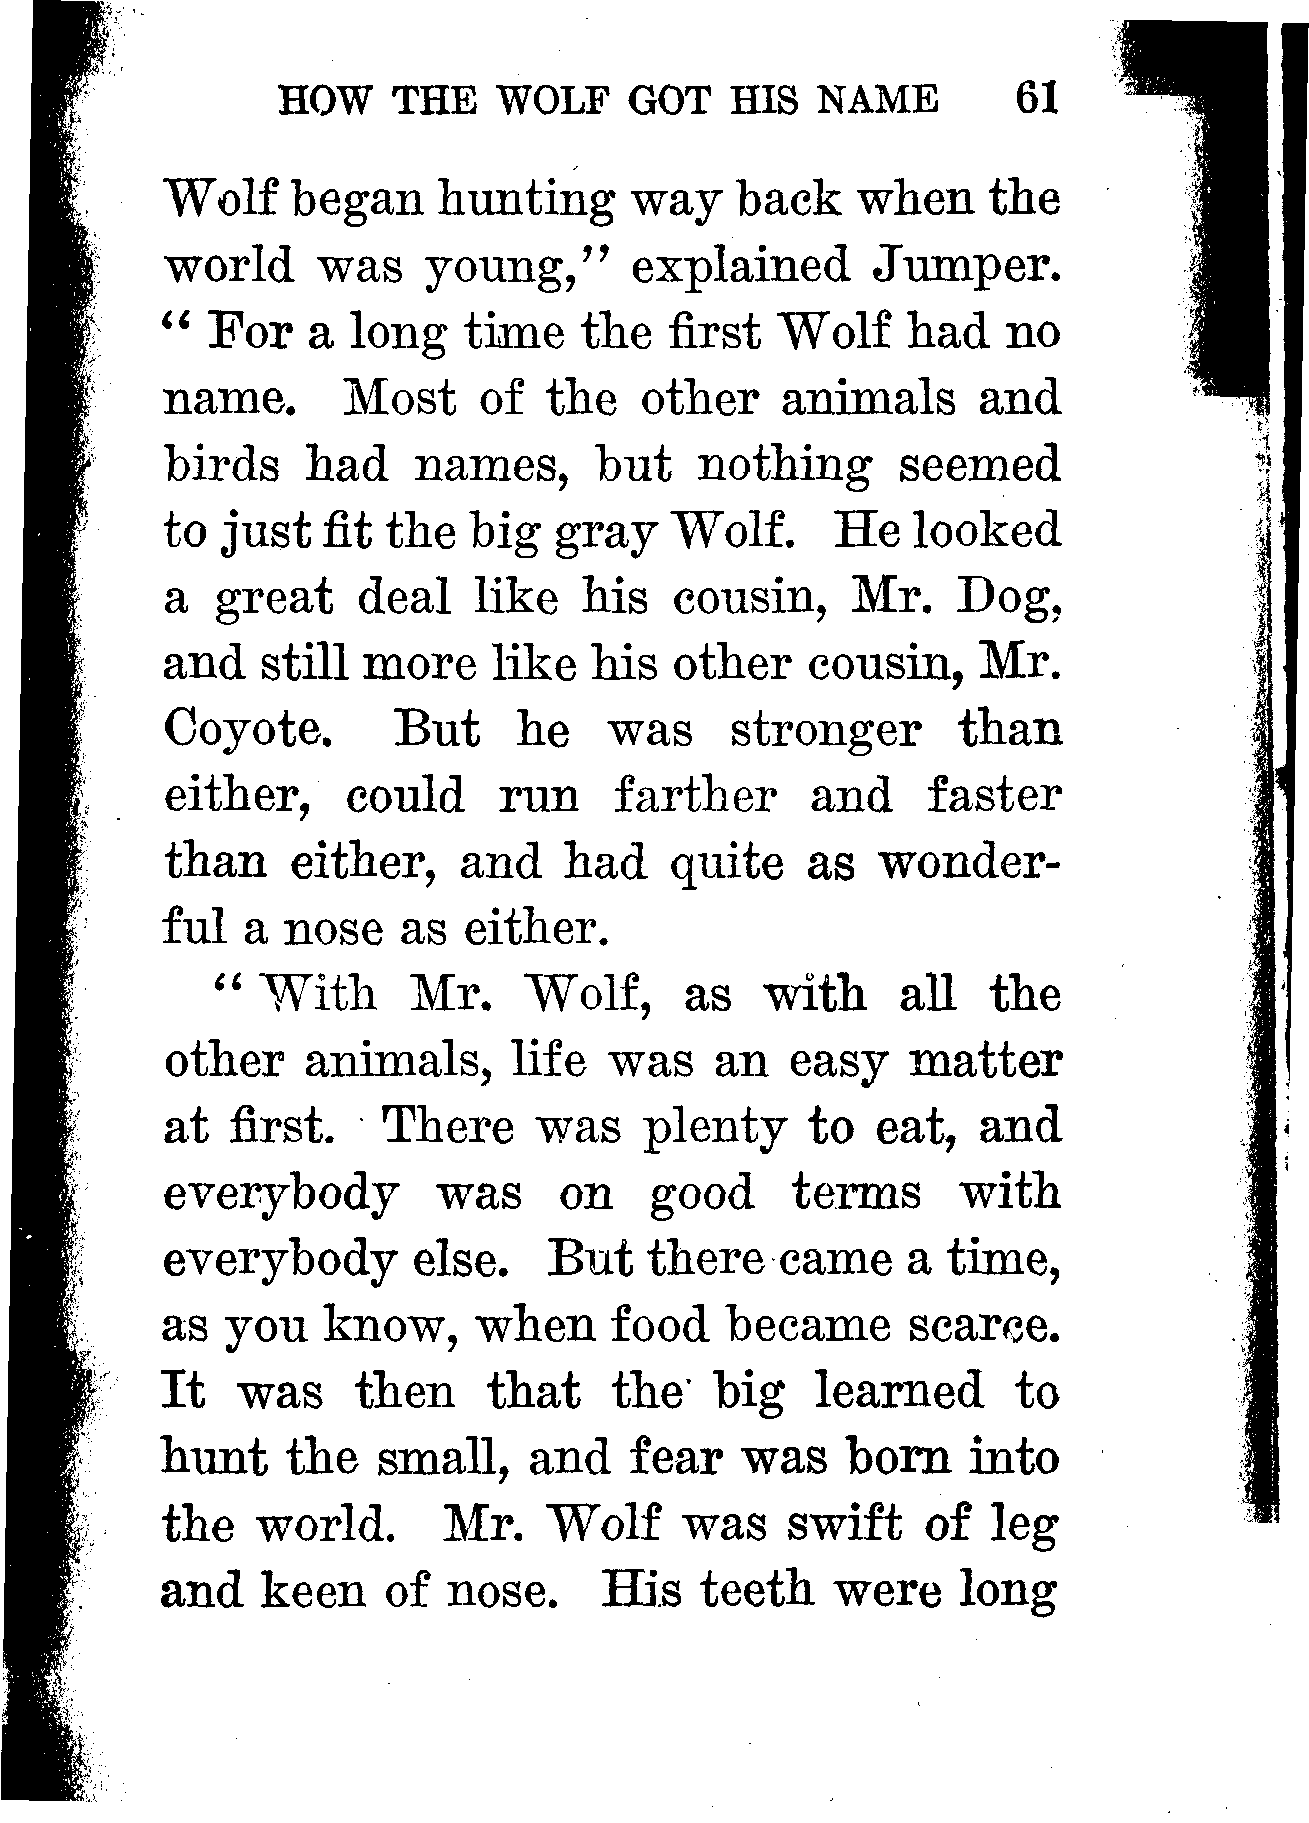 HOW THE WOLF GOT HIS NAME 61
Wolf began hunting way back when the
world was young," explained Jumper.
" For a long time the first Wolf had no
name. Most of the other animals and
birds had names, but nothing seemed
to just fit the big gray Wolf. He looked
a great deal like his cousin, Mr. Dog,
and still more like his other cousin, Mr.
Coyote. But he was stronger than
either, could run farther and faster
than either, and had quite as wonder-
ful a nose as either.
" With Mr. Wolf, as with all the
other animals, life was an easy matter
at first. There was plenty to eat, and
everybody was on good terms with
everybody else. But there came a time,
as you know, when food became scarce.
It was then that the big learned to
hunt the small, and fear was born into
the world. Mr. Wolf was swift of leg
and keen of nose. His teeth were long